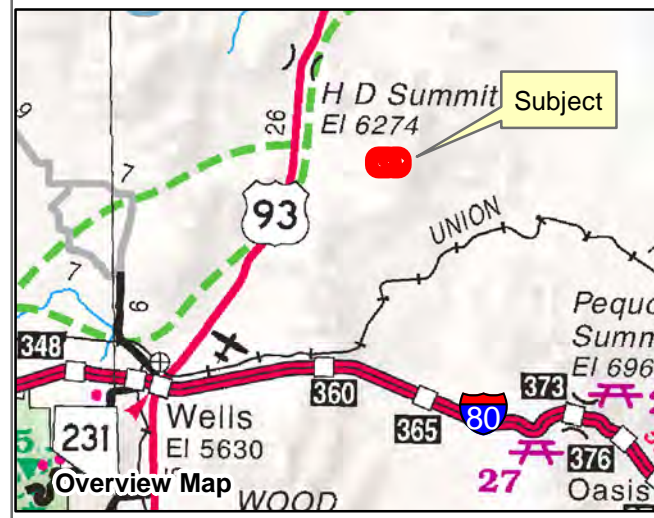 H D Summit
El 6274
Subject
26
9
7
93
UNION
7
6
348
360
365
80
373
376
27
Wells
El 5630
231
Overview Map
WOOD
Oasis
Summ
El 696